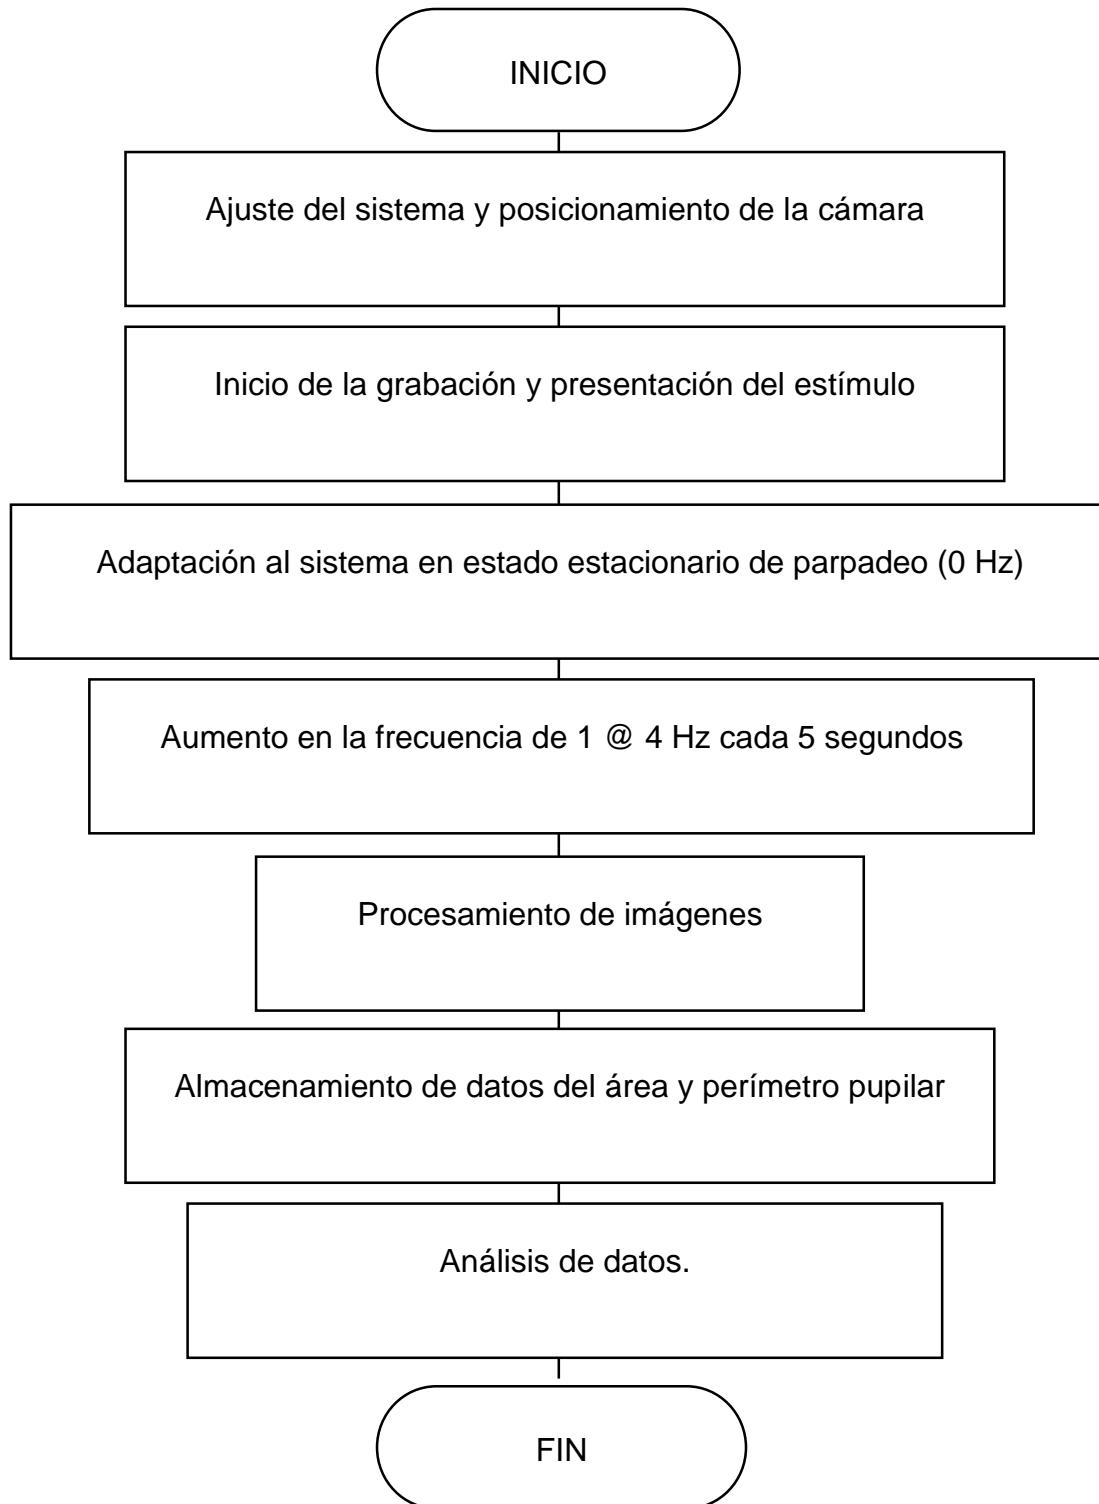 INICIO
Ajuste del sistema y posicionamiento de la cámara
Inicio de la grabación y presentación del estímulo
Adaptación al sistema en estado estacionario de parpadeo (0 Hz)
Aumento en la frecuencia de 1 @ 4 Hz cada 5 segundos
Procesamiento de imágenes
Almacenamiento de datos del área y perímetro pupilar
Análisis de datos.
FIN